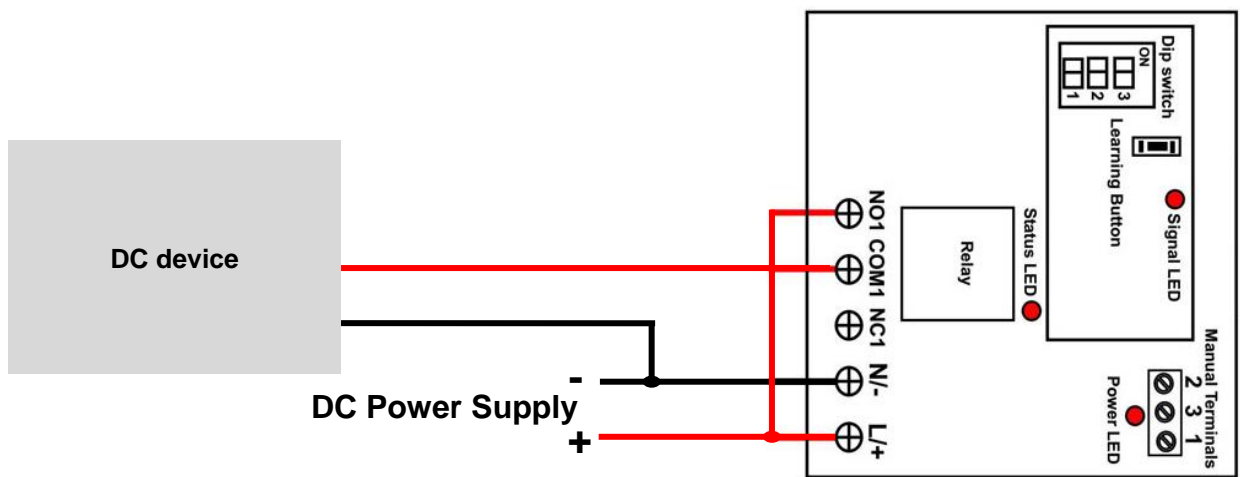 DC device
-
DC Power Supply
+
NO1
COM1
NC1
N/-
L/+
Relay
Status LED
Dip switch
ON
1
2
3
Learning Button
Signal LED
Manual Terminals
2
3
1
Power LED